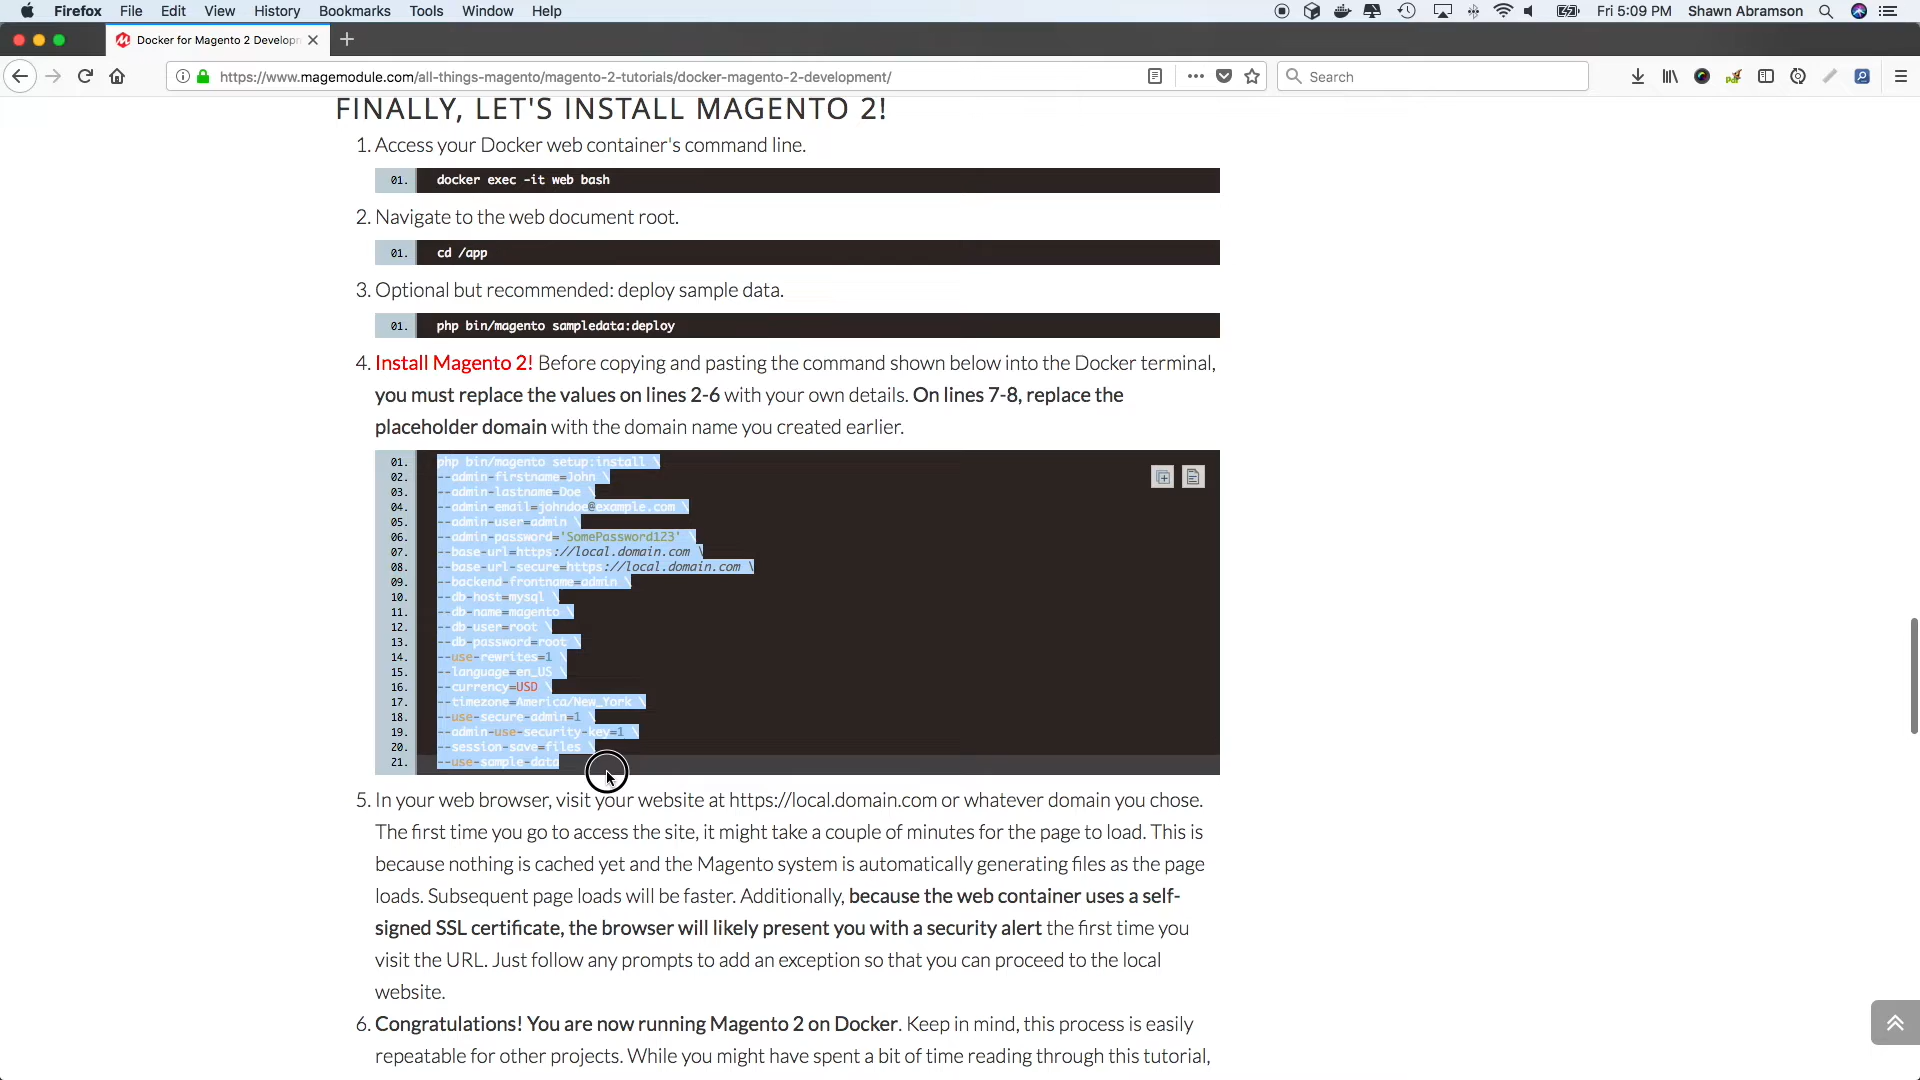 Firefox File Edit View History Bookmarks Tools Window Help Fri 5:09 PM Shawn Abramson
Docker for Magento 2 Develop
https://www.magemodule.com/all-things-magento/magento-2-tutorials/docker-magento-2-development/ Search
FINALLY, LET'S INSTALL MAGENTO 2!
1. Access your Docker web container's command line.
01. docker exec -it web bash
2. Navigate to the web document root.
01. cd /app
3. Optional but recommended: deploy sample data.
01. php bin/magento sampledata:deploy
4. Install Magento 2! Before copying and pasting the command shown below into the Docker terminal,
you must replace the values on lines 2-6 with your own details. On lines 7-8, replace the
placeholder domain with the domain name you created earlier.
01. php bin/magento setup:install \
02. --admin-firstname=John \
03. --admin-lastname=Doe \
04. --admin-email=johndoe@example.com \
05. --admin-user=admin \
06. --admin-password='SomePassword123' \
07. --base-url=https://local.domain.com \
08. --base-url-secure=https://local.domain.com \
09. --backend-frontname=admin \
10. --db-host=mysql \
11. --db-name=magento \
12. --db-user=root \
13. --db-password=root \
14. --use-rewrites=1 \
15. --language=en_US \
16. --currency=USD \
17. --timezone=America/New_York \
18. --use-secure-admin=1 \
19. --admin-use-security-key=1 \
20. --session-save=files \
21. --use-sample-data
5. In your web browser, visit your website at https://local.domain.com or whatever domain you chose.
The first time you go to access the site, it might take a couple of minutes for the page to load. This is
because nothing is cached yet and the Magento system is automatically generating files as the page
loads. Subsequent page loads will be faster. Additionally, because the web container uses a self-
signed SSL certificate, the browser will likely present you with a security alert the first time you
visit the URL. Just follow any prompts to add an exception so that you can proceed to the local
website.
6. Congratulations! You are now running Magento 2 on Docker. Keep in mind, this process is easily
repeatable for other projects. While you might have spent a bit of time reading through this tutorial,